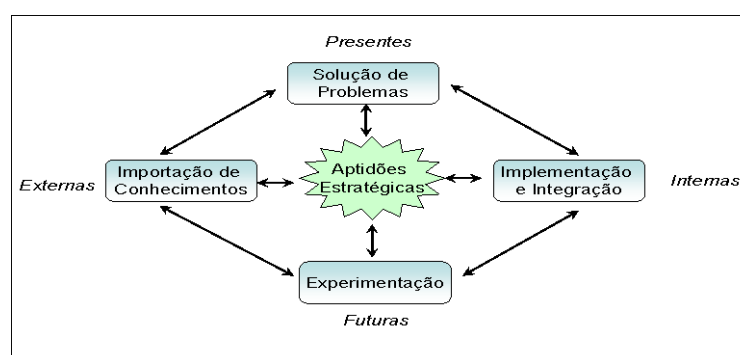 Presentes
Solução de
Problemas
Externas
Importação de
Conhecimentos
Aptidões
Estratégicas
Implementação
e Integração
Internas
Experimentação
Futuras